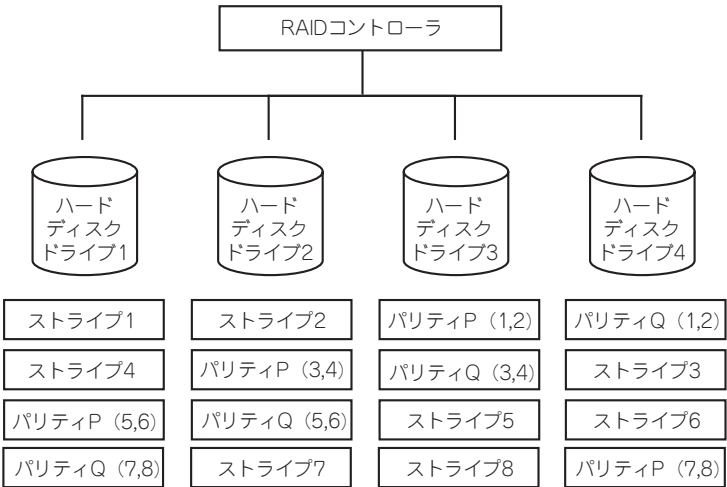 RAIDコントローラ
ハード
ディスク
ドライブ1
ハード
ディスク
ドライブ2
ハード
ディスク
ドライブ3
ハード
ディスク
ドライブ4
ストライプ1
ストライプ2
パリティP（1,2）
パリティQ（1,2）
ストライプ4
パリティP（3,4）
パリティQ（3,4）
ストライプ3
パリティP（5,6）
パリティQ（5,6）
ストライプ5
ストライプ6
パリティQ（7,8）
ストライプ7
ストライプ8
パリティP（7,8）